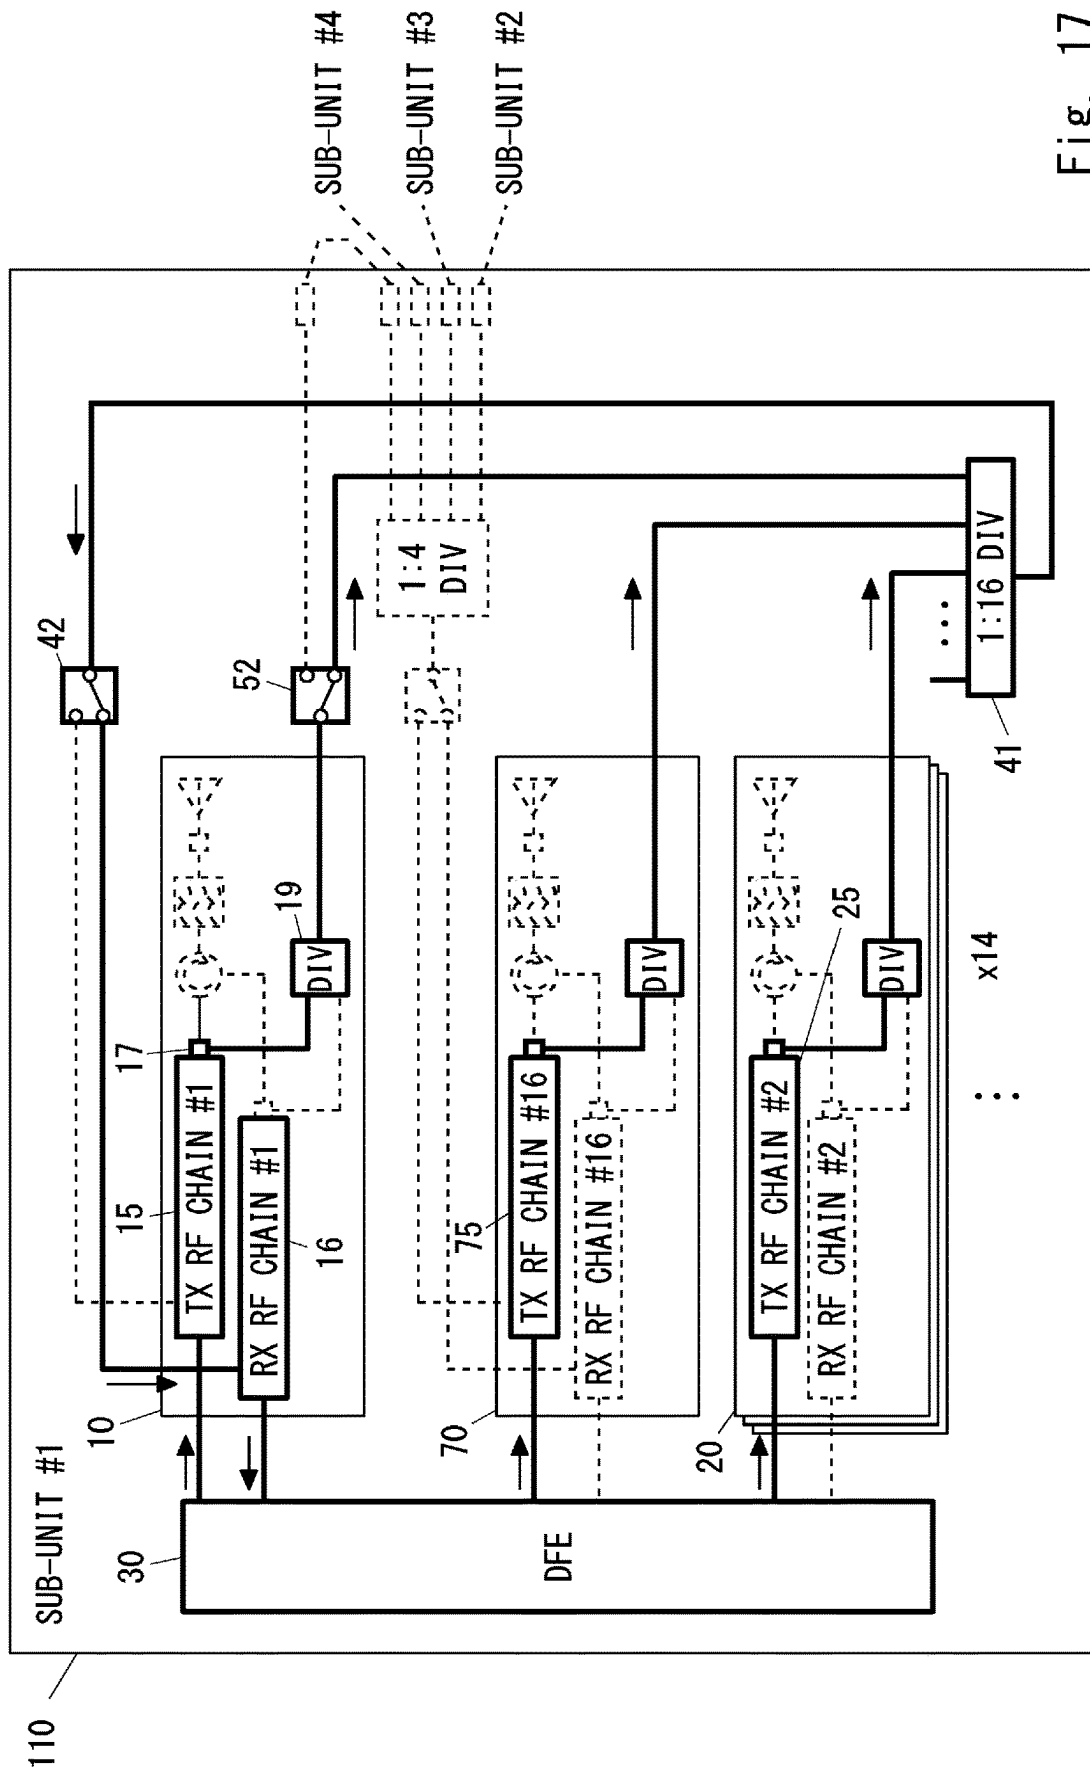 110
SUB-UNIT #1
30
DFE
10
15
TX RF CHAIN #1
17
RX RF CHAIN #1
16
19
DIV
42
52
1:4
DIV
SUB-UNIT #4
SUB-UNIT #3
SUB-UNIT #2
70
75
TX RF CHAIN #16
RX RF CHAIN #16
DIV
20
TX RF CHAIN #2
25
RX RF CHAIN #2
DIV
x14
...
...
41
1:16 DIV
Fig. 17